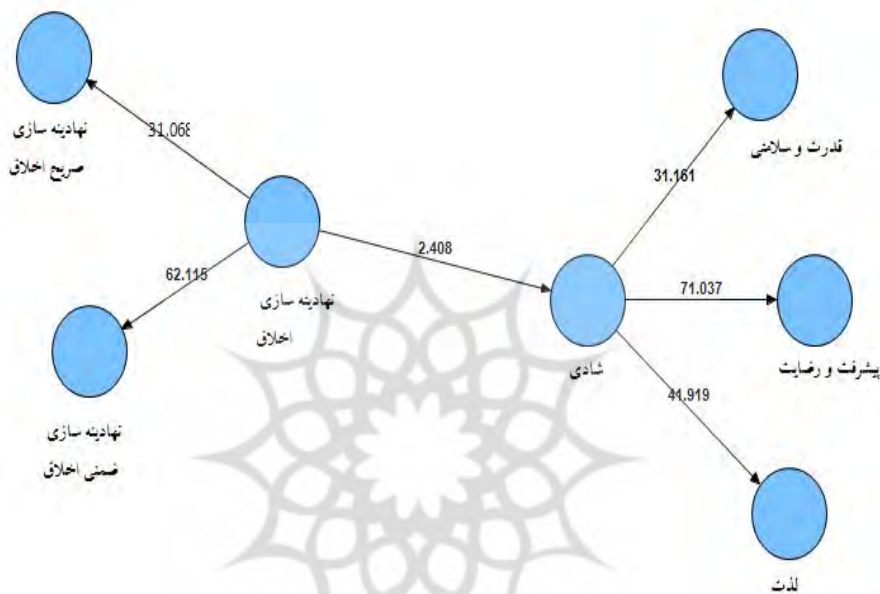 نهادینه سازی
صریح اخلاق
31.068
نهادینه سازی
اخلاق
62.115
نهادینه سازی
ضمنی اخلاق
2.408
شادی
31.161
قدرت و سلامتی
71.037
پیشرفت و رضایت
41.919
لذت